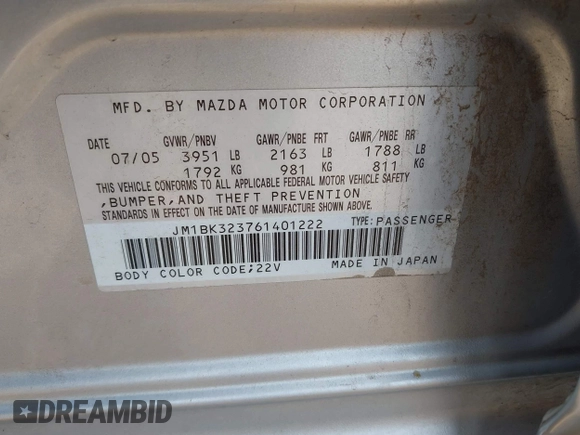 MFD. BY MAZDA MOTOR CORPORATION
DATE GVWR/PNBV GAWR/PNBE FRT GAWR/PNBE RR
07/05 3951 LB 2163 LB 1788 LB
1792 KG 981 KG 811 KG
THIS VEHICLE CONFORMS TO ALL APPLICABLE FEDERAL MOTOR VEHICLE SAFETY
,BUMPER,AND THEFT PREVENTION
STANDARDS IN EFFECT ON THE DATE OF MANUFACTURE SHOWN ABOVE.
JM1BK323761401222 TYPE:PASSENGER
BODY COLOR CODE;22V MADE IN JAPAN
DREAMBID